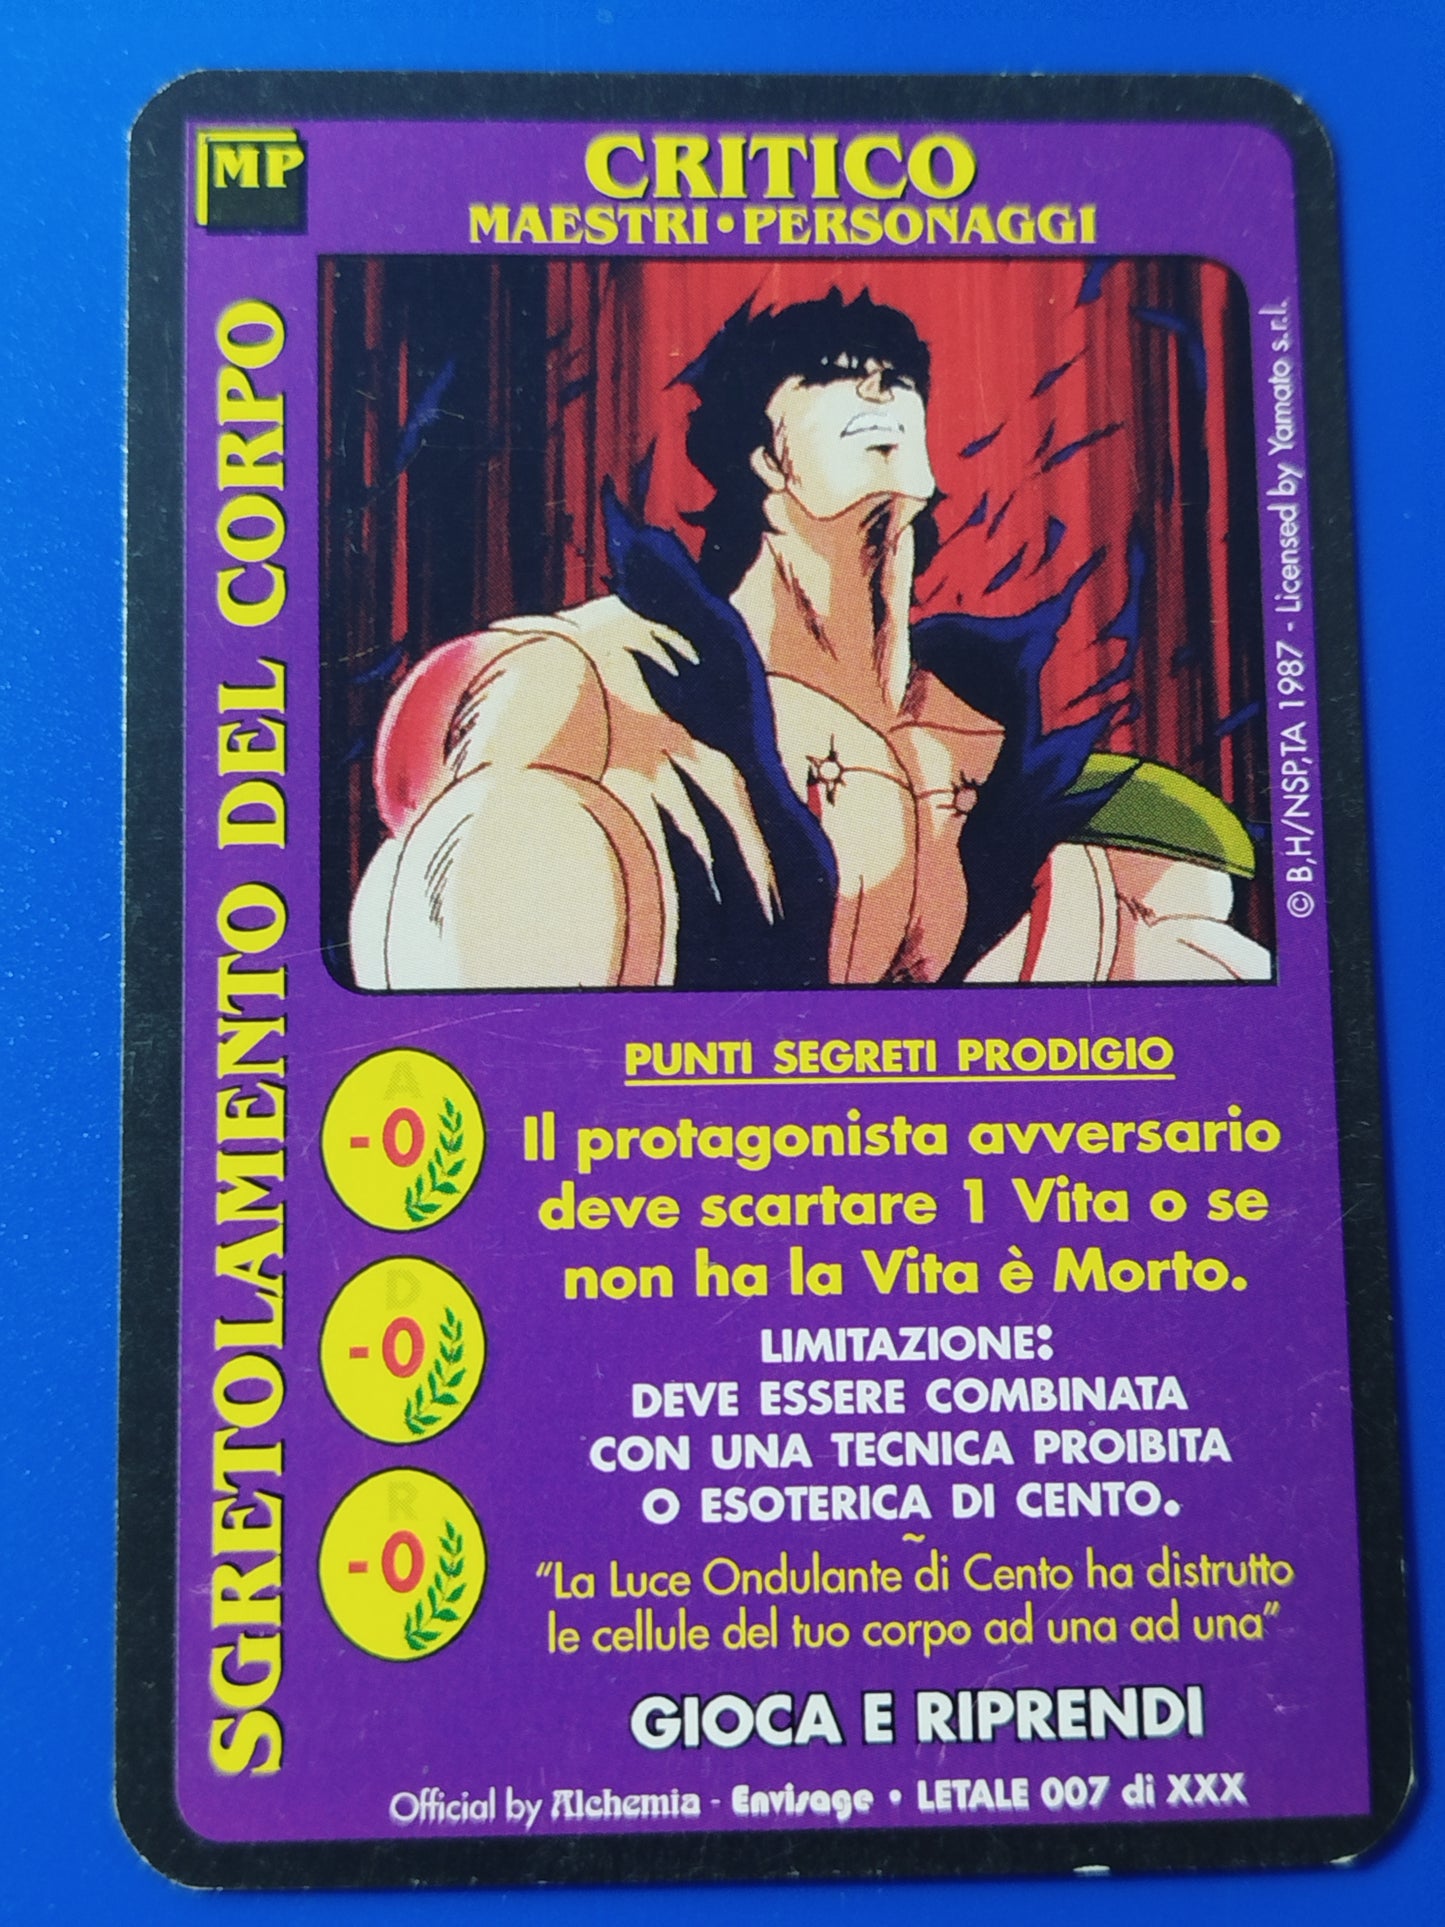 MP
CRITICO
MAESTRI•PERSONAGGI
SGRETOLAMENTO DEL CORPO
© B,H/NSP,TA 1987 - Licensed by Yamato s.r.l.
PUNTI SEGRETI PRODIGIO
A
-0
Il protagonista avversario
deve scartare 1 Vita o se
non ha la Vita è Morto.
D
-0
LIMITAZIONE:
DEVE ESSERE COMBINATA
CON UNA TECNICA PROIBITA
O ESOTERICA DI CENTO.
R
-0
~
“La Luce Ondulante di Cento ha distrutto
le cellule del tuo corpo ad una ad una”
GIOCA E RIPRENDI
Official by Alchemia - Envisage • LETALE 007 di XXX